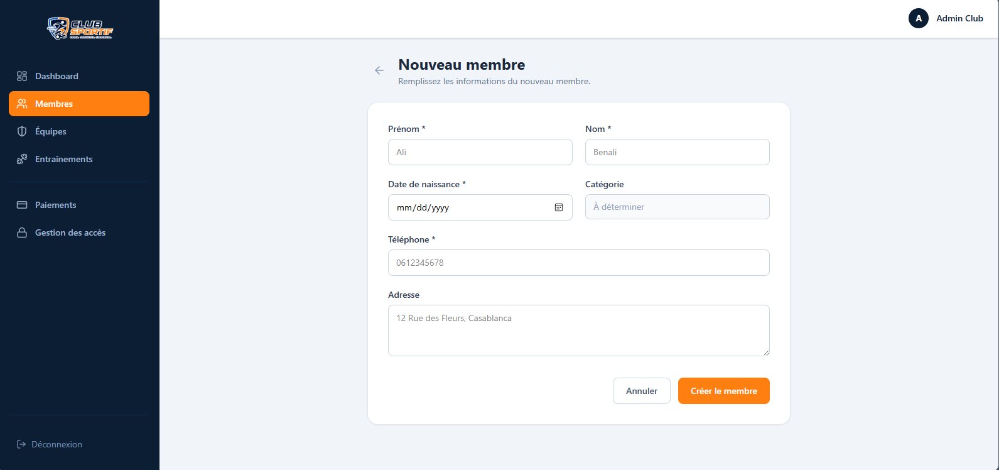 CLUB
SPORTIF
A
Admin Club
Dashboard
Membres
Équipes
Entraînements
Paiements
Gestion des accès
Déconnexion
Nouveau membre
Remplissez les informations du nouveau membre.
Prénom *
Nom *
Ali
Benali
Date de naissance *
Catégorie
mm/dd/yyyy
À déterminer
Téléphone *
0612345678
Adresse
12 Rue des Fleurs, Casablanca
Annuler
Créer le membre